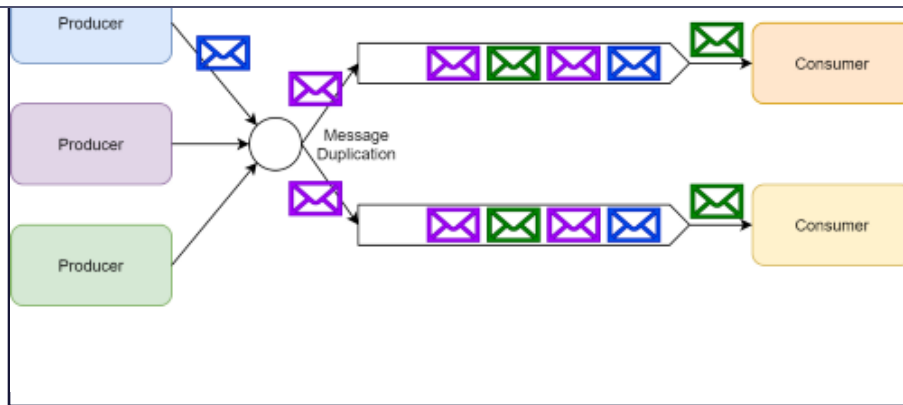 Producer
Consumer
Message
Duplication
Producer
Producer
Consumer